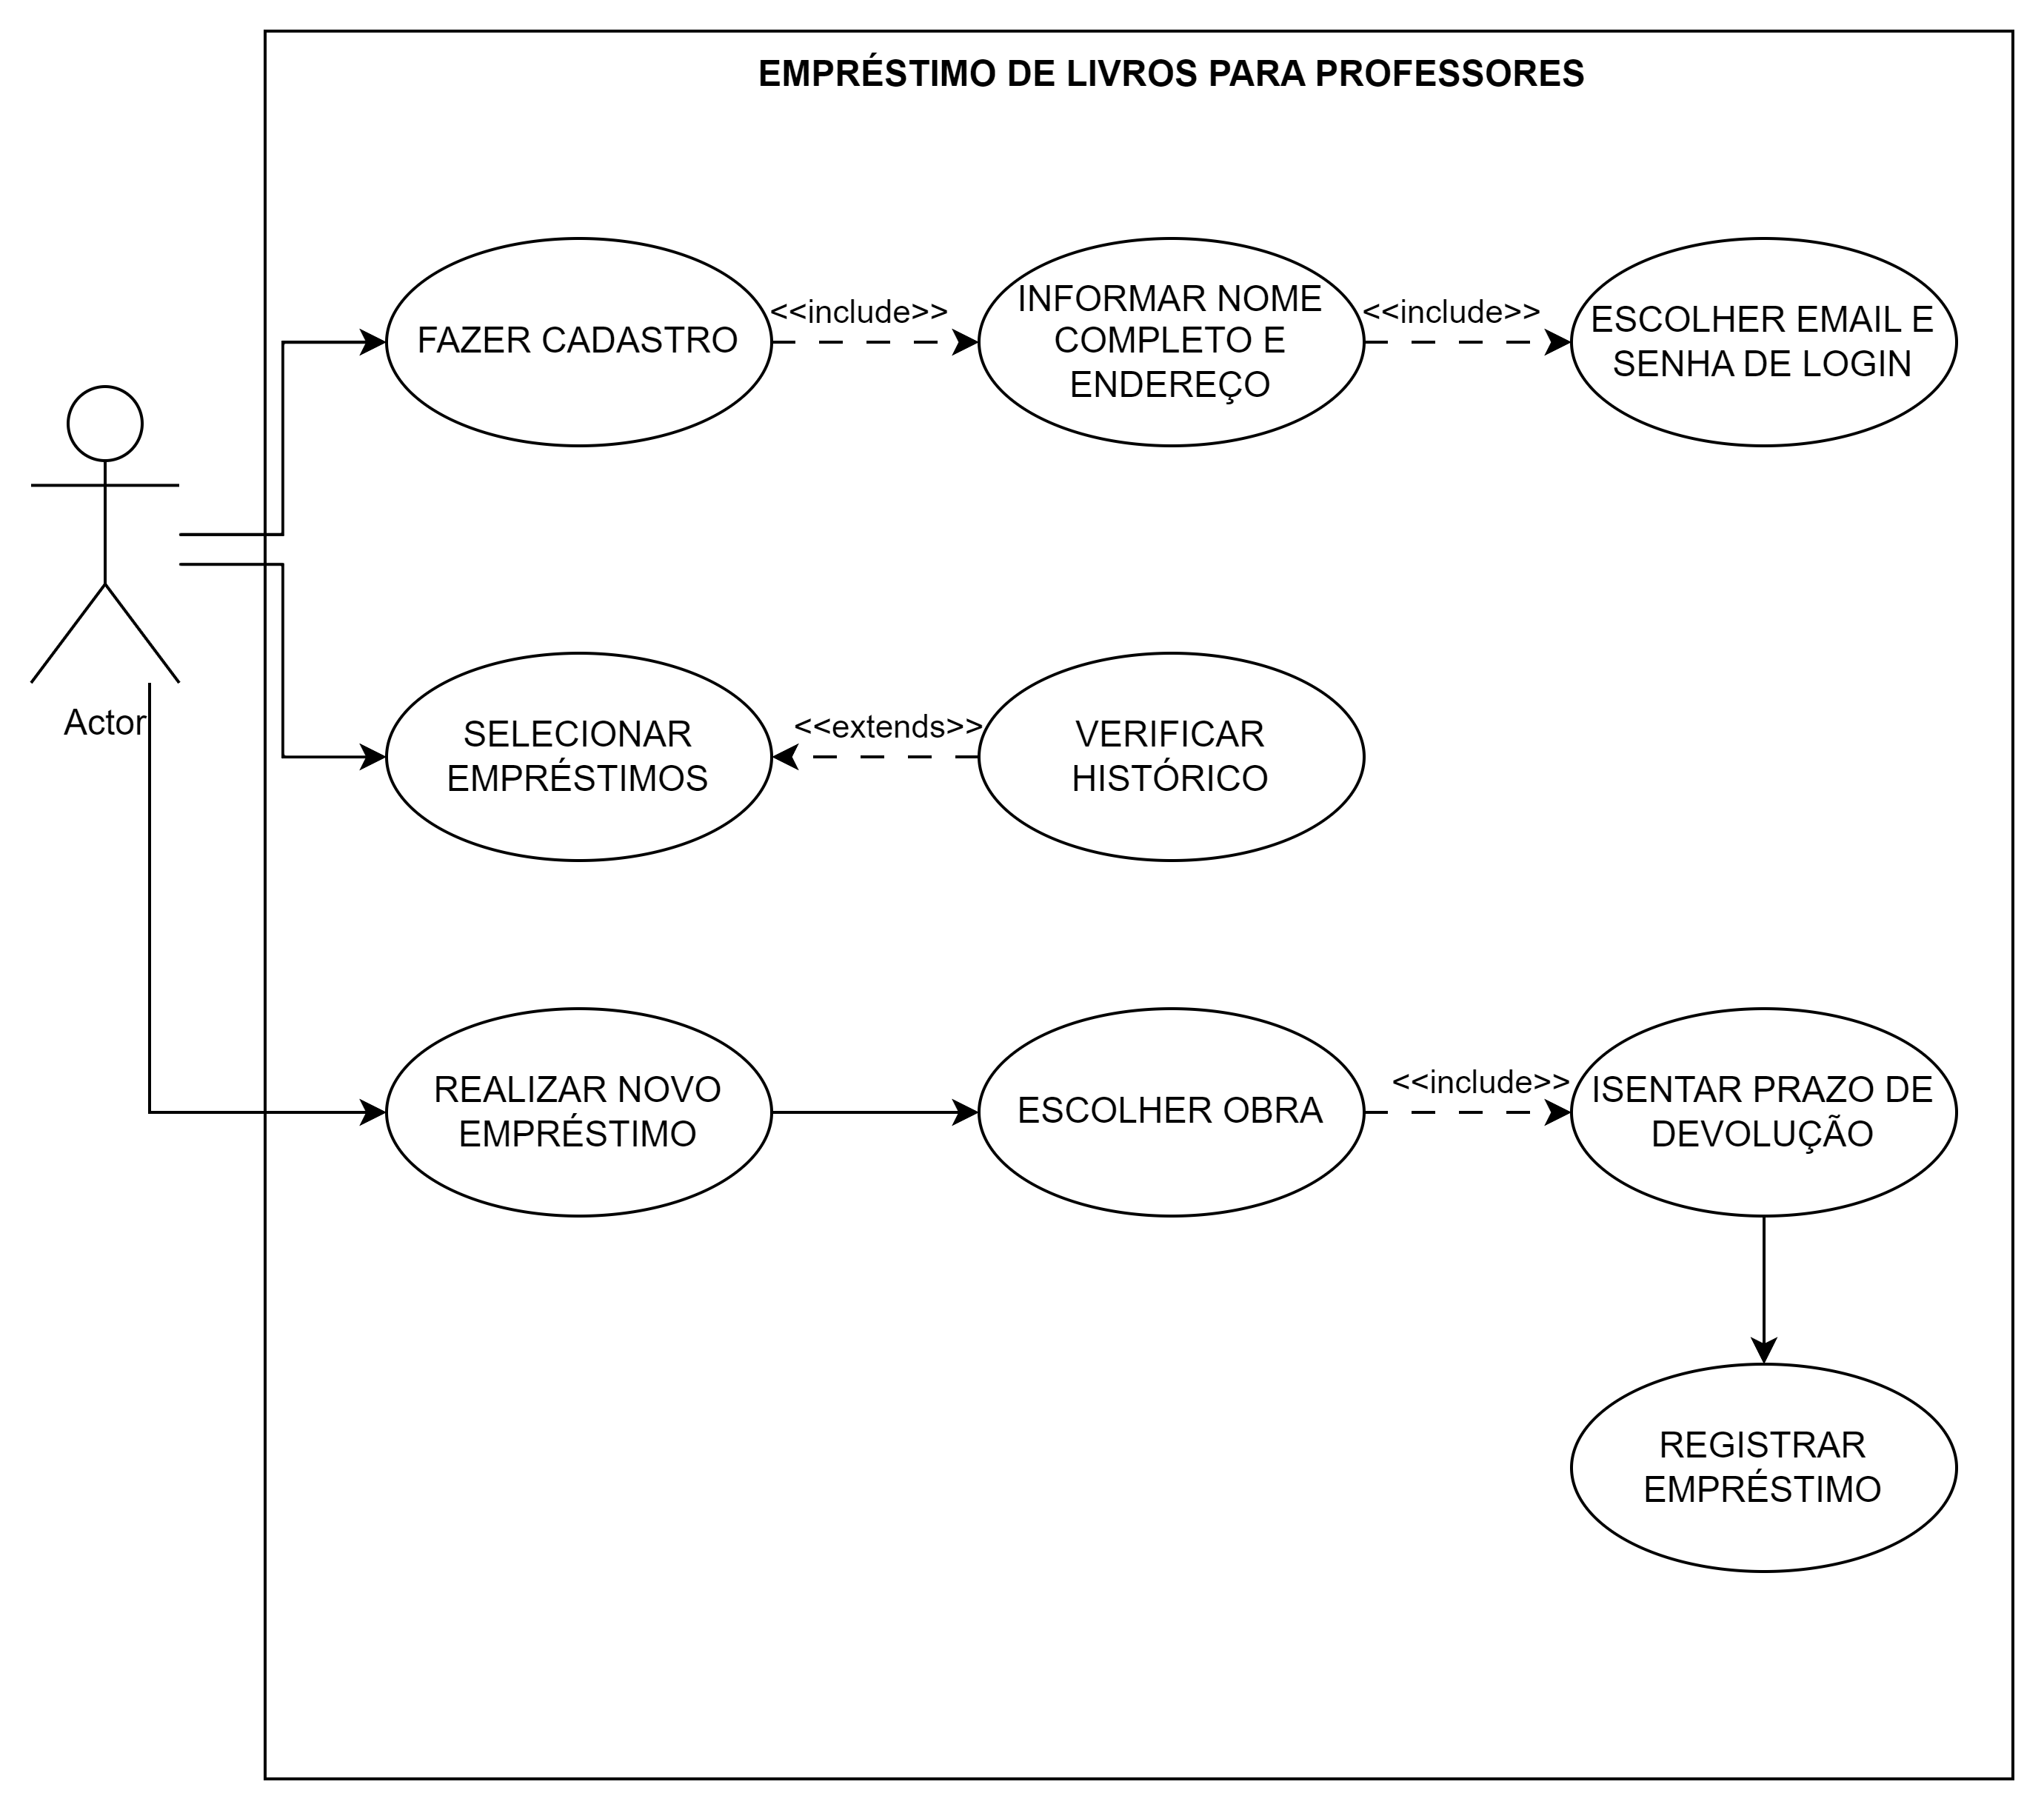 EMPRÉSTIMO DE LIVROS PARA PROFESSORES
FAZER CADASTRO
<<include>>
INFORMAR NOME
COMPLETO E
ENDEREÇO
<<include>>
ESCOLHER EMAIL E
SENHA DE LOGIN
Actor
SELECIONAR
EMPRÉSTIMOS
<<extends>>
VERIFICAR
HISTÓRICO
REALIZAR NOVO
EMPRÉSTIMO
ESCOLHER OBRA
<<include>>
ISENTAR PRAZO DE
DEVOLUÇÃO
REGISTRAR
EMPRÉSTIMO